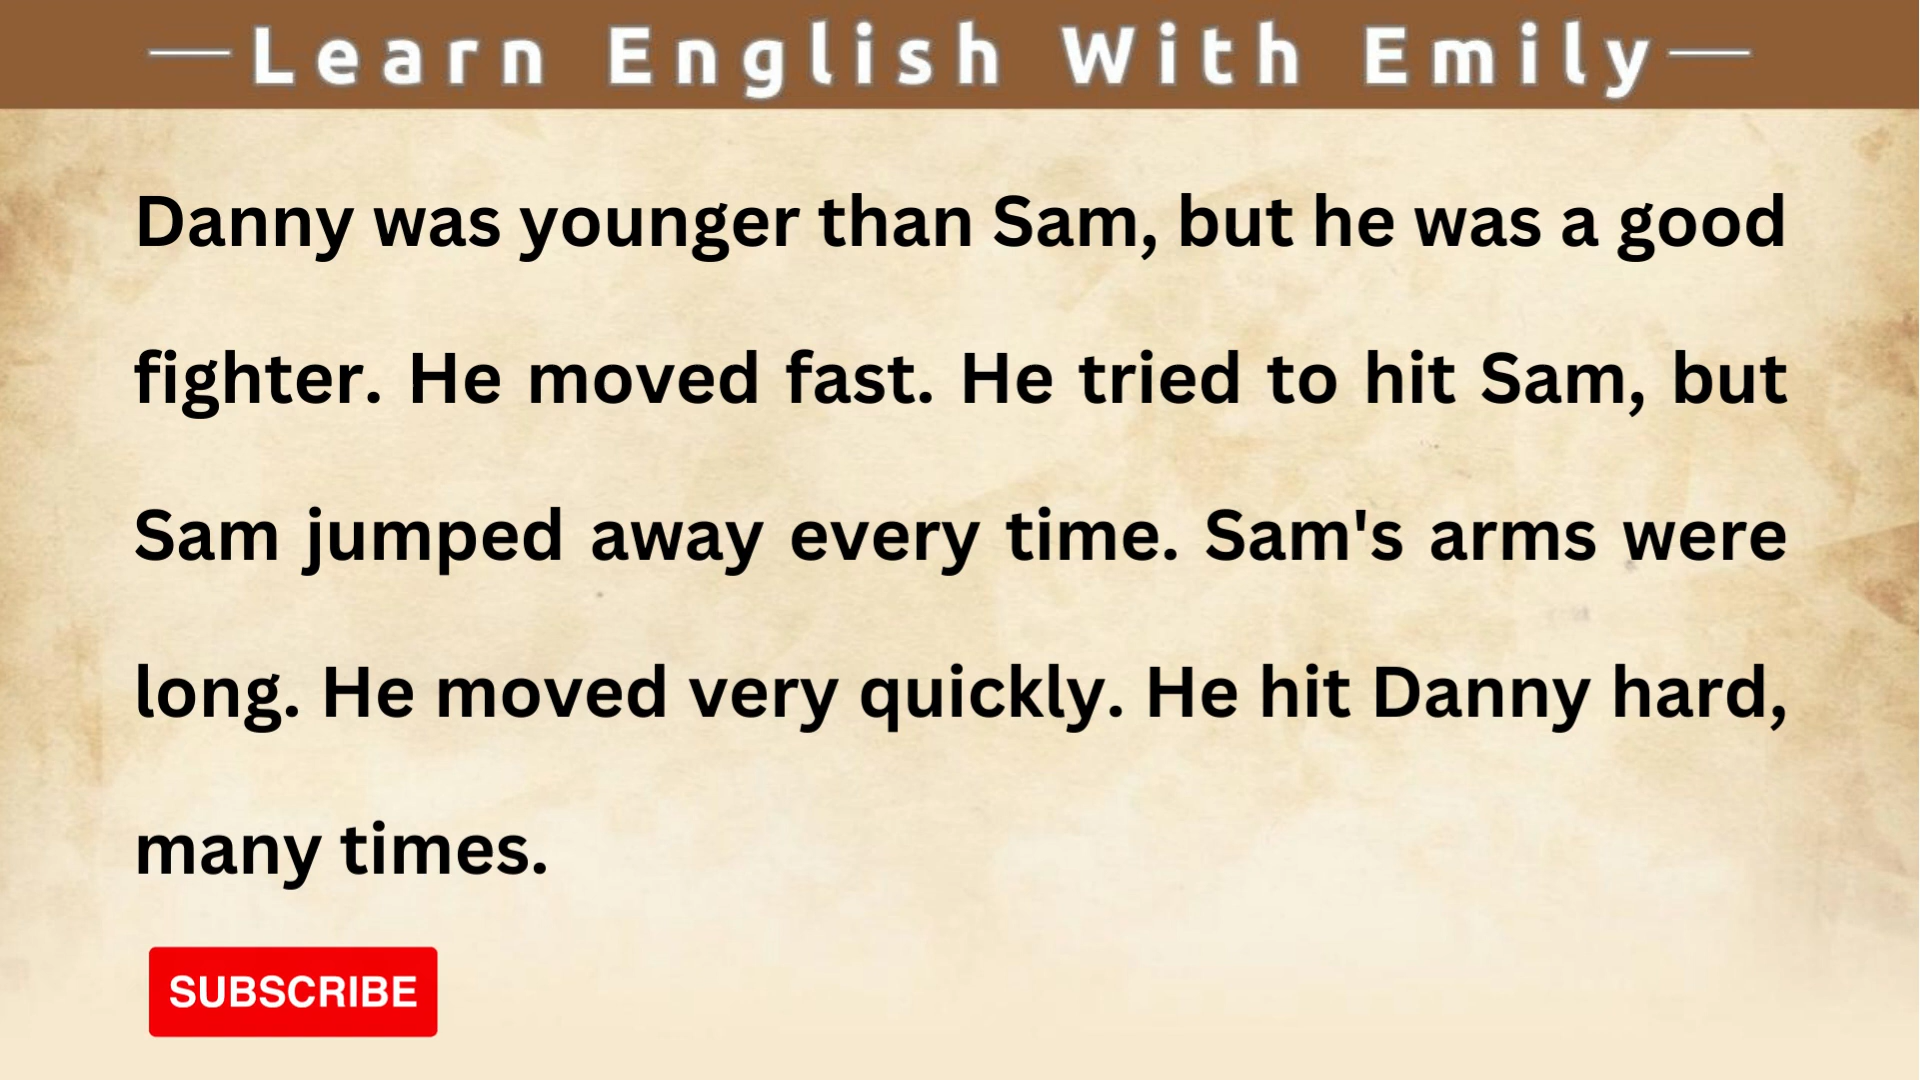 Learn English With Emily
Danny was younger than Sam, but he was a good
fighter. He moved fast. He tried to hit Sam, but
Sam jumped away every time. Sam's arms were
long. He moved very quickly. He hit Danny hard,
many times.
SUBSCRIBE